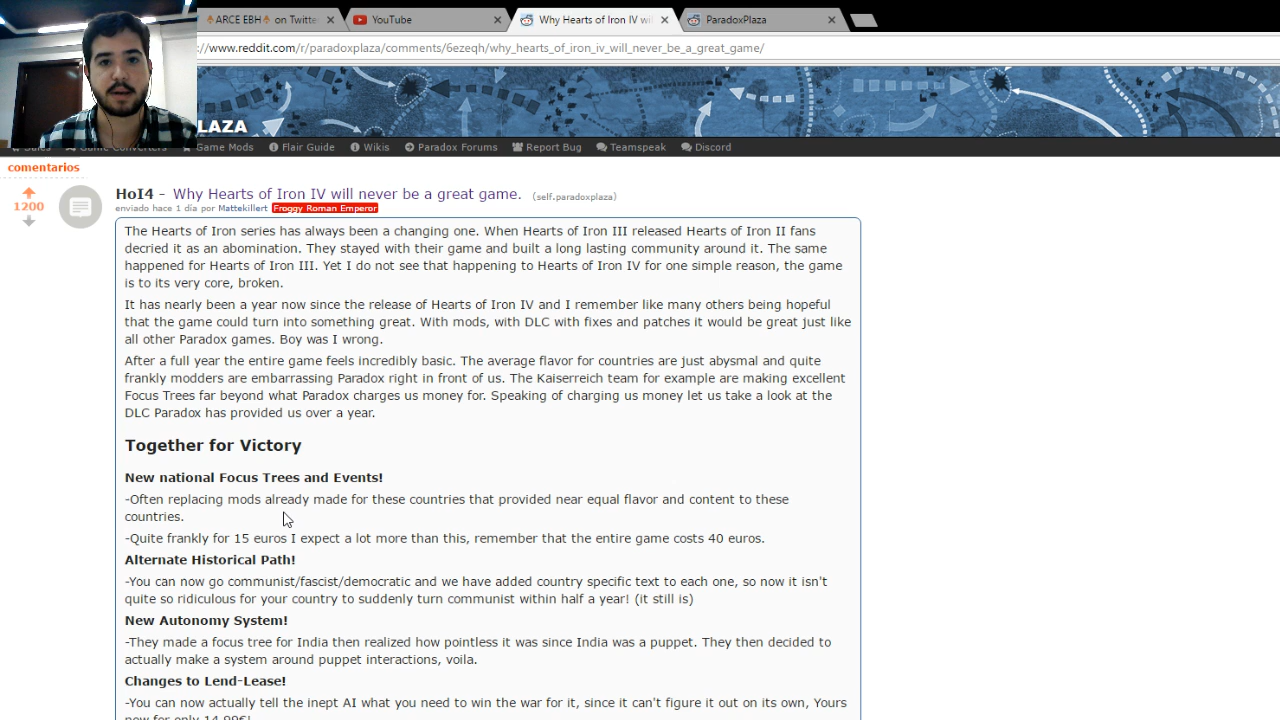 ARCE EBH on Twitte
YouTube
Why Hearts of Iron IV wil
ParadoxPlaza
://www.reddit.com/r/paradoxplaza/comments/6ezeqh/why_hearts_of_iron_iv_will_never_be_a_great_game/
LAZA
Sales Game Converters Game Mods Flair Guide Wikis Paradox Forums Report Bug Teamspeak Discord
comentarios
1200
HoI4 - Why Hearts of Iron IV will never be a great game. (self.paradoxplaza)
enviado hace 1 día por Mattekillert Froggy Roman Emperor
The Hearts of Iron series has always been a changing one. When Hearts of Iron III released Hearts of Iron II fans
decried it as an abomination. They stayed with their game and built a long lasting community around it. The same
happened for Hearts of Iron III. Yet I do not see that happening to Hearts of Iron IV for one simple reason, the game
is to its very core, broken.
It has nearly been a year now since the release of Hearts of Iron IV and I remember like many others being hopeful
that the game could turn into something great. With mods, with DLC with fixes and patches it would be great just like
all other Paradox games. Boy was I wrong.
After a full year the entire game feels incredibly basic. The average flavor for countries are just abysmal and quite
frankly modders are embarrassing Paradox right in front of us. The Kaiserreich team for example are making excellent
Focus Trees far beyond what Paradox charges us money for. Speaking of charging us money let us take a look at the
DLC Paradox has provided us over a year.
Together for Victory
New national Focus Trees and Events!
-Often replacing mods already made for these countries that provided near equal flavor and content to these
countries.
-Quite frankly for 15 euros I expect a lot more than this, remember that the entire game costs 40 euros.
Alternate Historical Path!
-You can now go communist/fascist/democratic and we have added country specific text to each one, so now it isn't
quite so ridiculous for your country to suddenly turn communist within half a year! (it still is)
New Autonomy System!
-They made a focus tree for India then realized how pointless it was since India was a puppet. They then decided to
actually make a system around puppet interactions, voila.
Changes to Lend-Lease!
-You can now actually tell the inept AI what you need to win the war for it, since it can't figure it out on its own, Yours
now for only 14,99€!